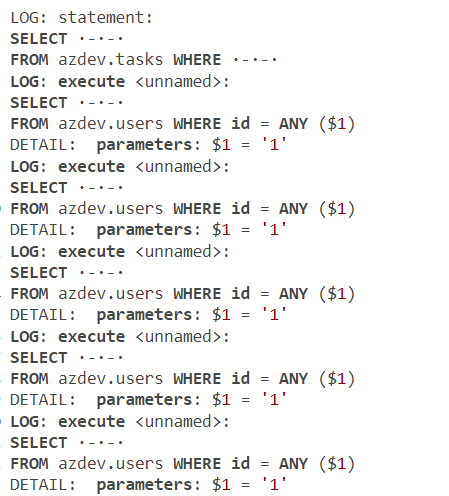 LOG: statement:
SELECT ·-·-·
FROM azdev.tasks WHERE ·-·-·
LOG: execute <unnamed>:
SELECT ·-·-·
FROM azdev.users WHERE id = ANY ($1)
DETAIL:  parameters: $1 = '1'
LOG: execute <unnamed>:
SELECT ·-·-·
FROM azdev.users WHERE id = ANY ($1)
DETAIL:  parameters: $1 = '1'
LOG: execute <unnamed>:
SELECT ·-·-·
FROM azdev.users WHERE id = ANY ($1)
DETAIL:  parameters: $1 = '1'
LOG: execute <unnamed>:
SELECT ·-·-·
FROM azdev.users WHERE id = ANY ($1)
DETAIL:  parameters: $1 = '1'
LOG: execute <unnamed>:
SELECT ·-·-·
FROM azdev.users WHERE id = ANY ($1)
DETAIL:  parameters: $1 = '1'